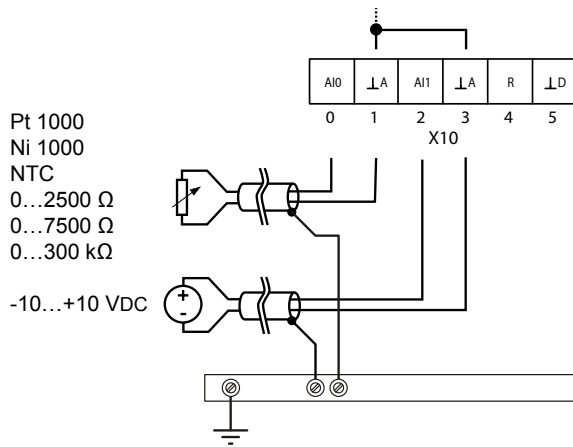 AI0 ⊥A AI1 ⊥A R ⊥D
0 1 2 3 4 5
X10
Pt 1000
Ni 1000
NTC
0…2500 Ω
0…7500 Ω
0…300 kΩ
-10…+10 VDC
+
-